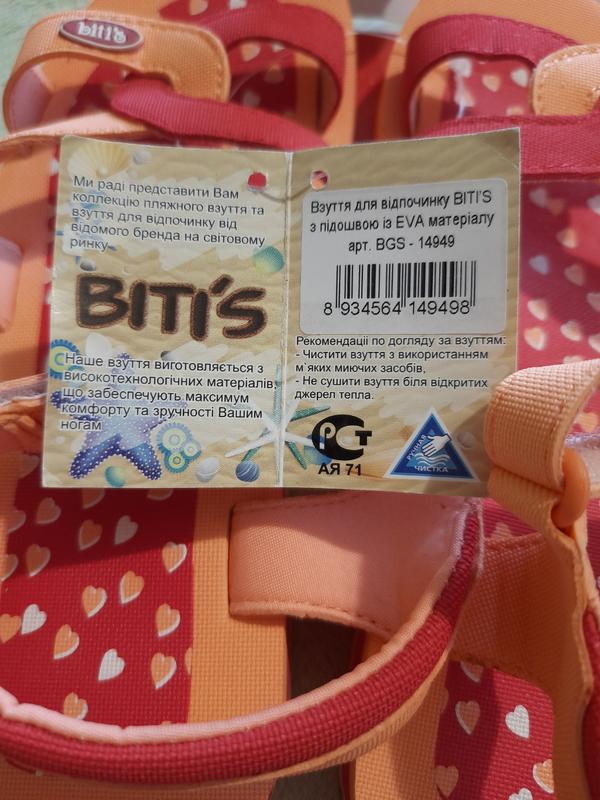 biti's
Ми раді представити Вам
коллекцію пляжного взуття та
взуття для відпочинку від
відомого бренда на світовому
ринку
BITI'S
Наше взуття виготовляється з
високотехнологічних матеріалів,
що забеспечують максимум
комфорту та зручності Вашим
ногам
Взуття для відпочинку BITI'S
з підошвою із EVA матеріалу
арт. BGS - 14949
8 934564 149498
Рекомендації по догляду за взуттям:
- Чистити взуття з використанням
м`яких миючих засобів,
- Не сушити взуття біля відкритих
джерел тепла.
РСТ
АЯ 71
РУЧНАЯ
ЧИСТКА